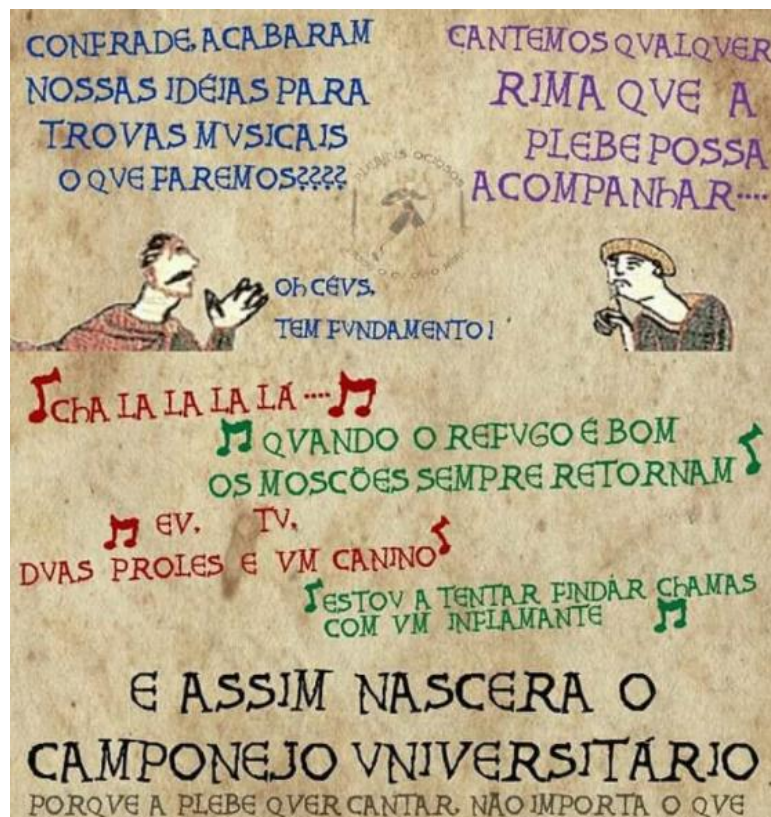 CONFRADE, ACABARAM
NOSSAS IDÉIAS PARA
TROVAS MVSICAIS
O QVE FAREMOS????
CANTEMOS QVALQVER
RIMA QVE A
PLEBE POSSA
ACOMPANHAR....
OH CÉVS,
TEM FVNDAMENTO!
CHA LA LA LA LÁ ....
QVANDO O REFVGO É BOM
OS MOSCÕES SEMPRE RETORNAM
EV, TV,
DVAS PROLES E VM CANINO
ESTOV A TENTAR FINDAR CHAMAS
COM VM INFLAMANTE
E ASSIM NASCERA O
CAMPONEJO VNIVERSITÁRIO
PORQVE A PLEBE QVER CANTAR, NÃO IMPORTA O QVE